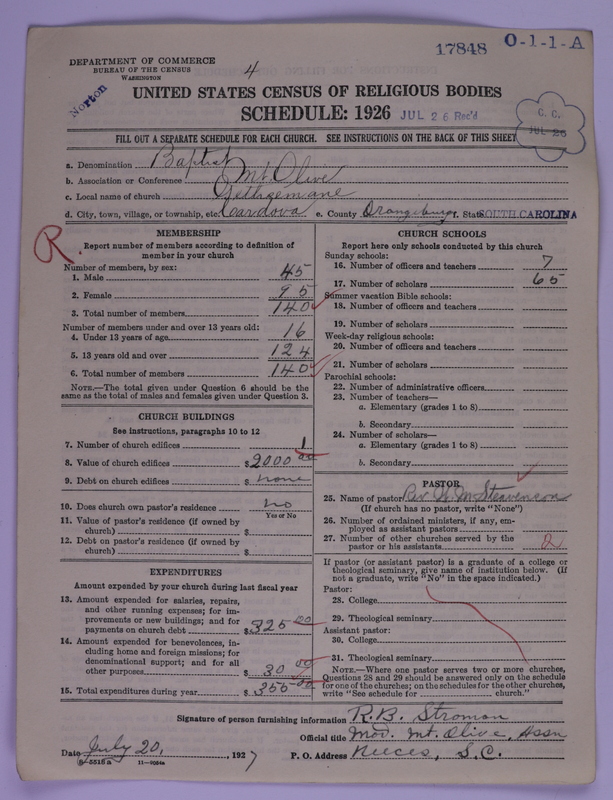 17848 O-1-1-A
DEPARTMENT OF COMMERCE
BUREAU OF THE CENSUS
WASHINGTON
4
Norton
UNITED STATES CENSUS OF RELIGIOUS BODIES
SCHEDULE: 1926 JUL 26 Rec'd
C. C.
JUL 26
FILL OUT A SEPARATE SCHEDULE FOR EACH CHURCH. SEE INSTRUCTIONS ON THE BACK OF THIS SHEET
a. Denomination Baptist
b. Association or Conference Mt. Olive
c. Local name of church Gethsemane
d. City, town, village, or township, etc. Cordova e. County Orangeburg f. State SOUTH CAROLINA
R.
MEMBERSHIP
Report number of members according to definition of
member in your church
Number of members, by sex:
1. Male 45
2. Female 95
3. Total number of members 140
Number of members under and over 13 years old:
4. Under 13 years of age 16
5. 13 years old and over 124
6. Total number of members 140
NOTE.—The total given under Question 6 should be the
same as the total of males and females given under Question 3.
CHURCH BUILDINGS
See instructions, paragraphs 10 to 12
7. Number of church edifices 1
8. Value of church edifices $2000 00
9. Debt on church edifices $ none
10. Does church own pastor's residence no
Yes or No
11. Value of pastor's residence (if owned by
church) $
12. Debt on pastor's residence (if owned by
church) $
EXPENDITURES
Amount expended by your church during last fiscal year
13. Amount expended for salaries, repairs,
and other running expenses; for im-
provements or new buildings; and for
payments on church debt $325 00
14. Amount expended for benevolences, in-
cluding home and foreign missions; for
denominational support; and for all
other purposes $30 00
15. Total expenditures during year $355 00
CHURCH SCHOOLS
Report here only schools conducted by this church
Sunday schools:
16. Number of officers and teachers 7
17. Number of scholars 65
Summer vacation Bible schools:
18. Number of officers and teachers
19. Number of scholars
Week-day religious schools:
20. Number of officers and teachers
21. Number of scholars
Parochial schools:
22. Number of administrative officers
23. Number of teachers—
a. Elementary (grades 1 to 8)
b. Secondary
24. Number of scholars—
a. Elementary (grades 1 to 8)
b. Secondary
PASTOR
25. Name of pastor Rev. M. Steavenson
(If church has no pastor, write "None")
26. Number of ordained ministers, if any, em-
ployed as assistant pastors
27. Number of other churches served by the
pastor or his assistants 2
If pastor (or assistant pastor) is a graduate of a college or
theological seminary, give name of institution below. (If
not a graduate, write "No" in the space indicated.)
Pastor:
28. College
29. Theological seminary
Assistant pastor:
30. College
31. Theological seminary
NOTE.—Where one pastor serves two or more churches,
Questions 28 and 29 should be answered only on the schedule
for one of the churches; on the schedules for the other churches,
write "See schedule for church."
Signature of person furnishing information R.B. Stroman
Official title Mod. Mt. Olive, Assn
Date July 20, 1927 P. O. Address Neeces, S.C.
8-5516a 11-9064a